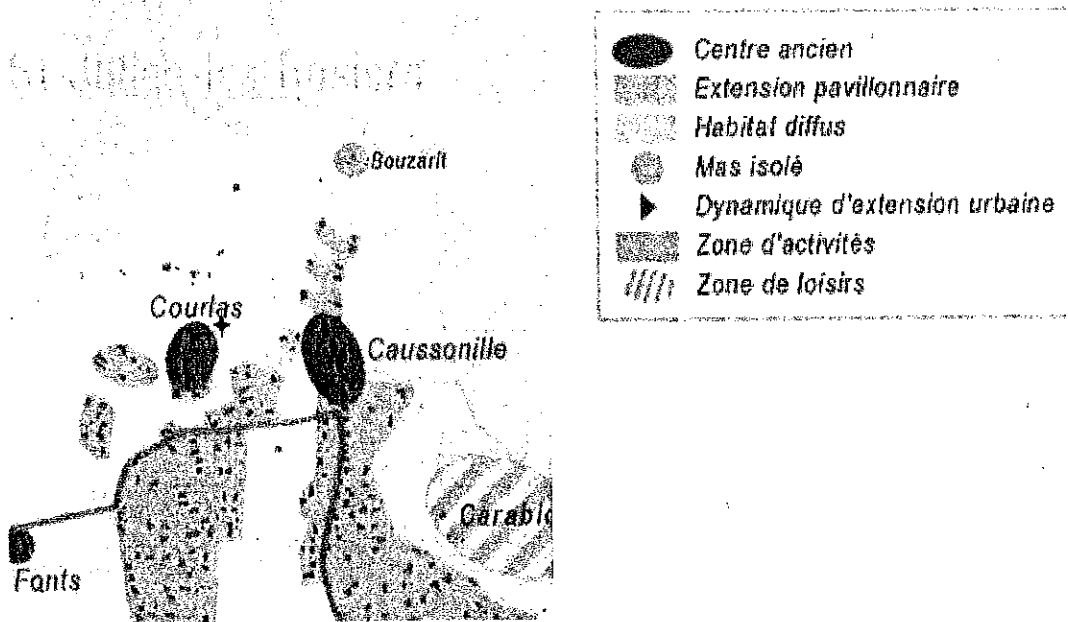 Centre ancien
Extension pavillonnaire
Habitat diffus
Mas isolé
Dynamique d'extension urbaine
Zone d'activités
Zone de loisirs
Bouzarit
Courlas
Caussonille
Fonts